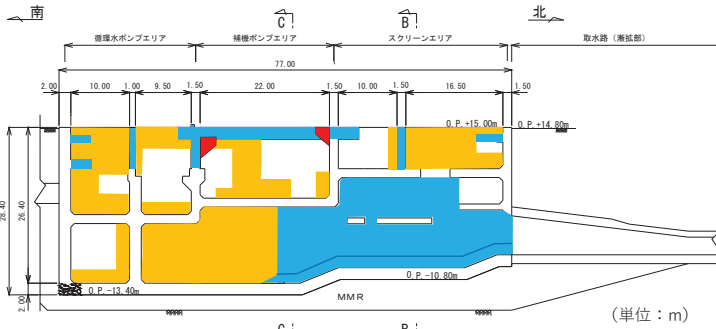 南
C
B
北
循環水ポンプエリア
補機ポンプエリア
スクリーンエリア
取水路（漸拡部）
77.00
2.00
10.00
1.00
9.50
1.50
22.00
1.50
10.00
1.50
16.50
1.50
O.P.+15.00m
O.P.+14.80m
28.40
26.40
2.00
O.P.-13.40m
O.P.-10.80m
MMR
（単位：m）
C
B